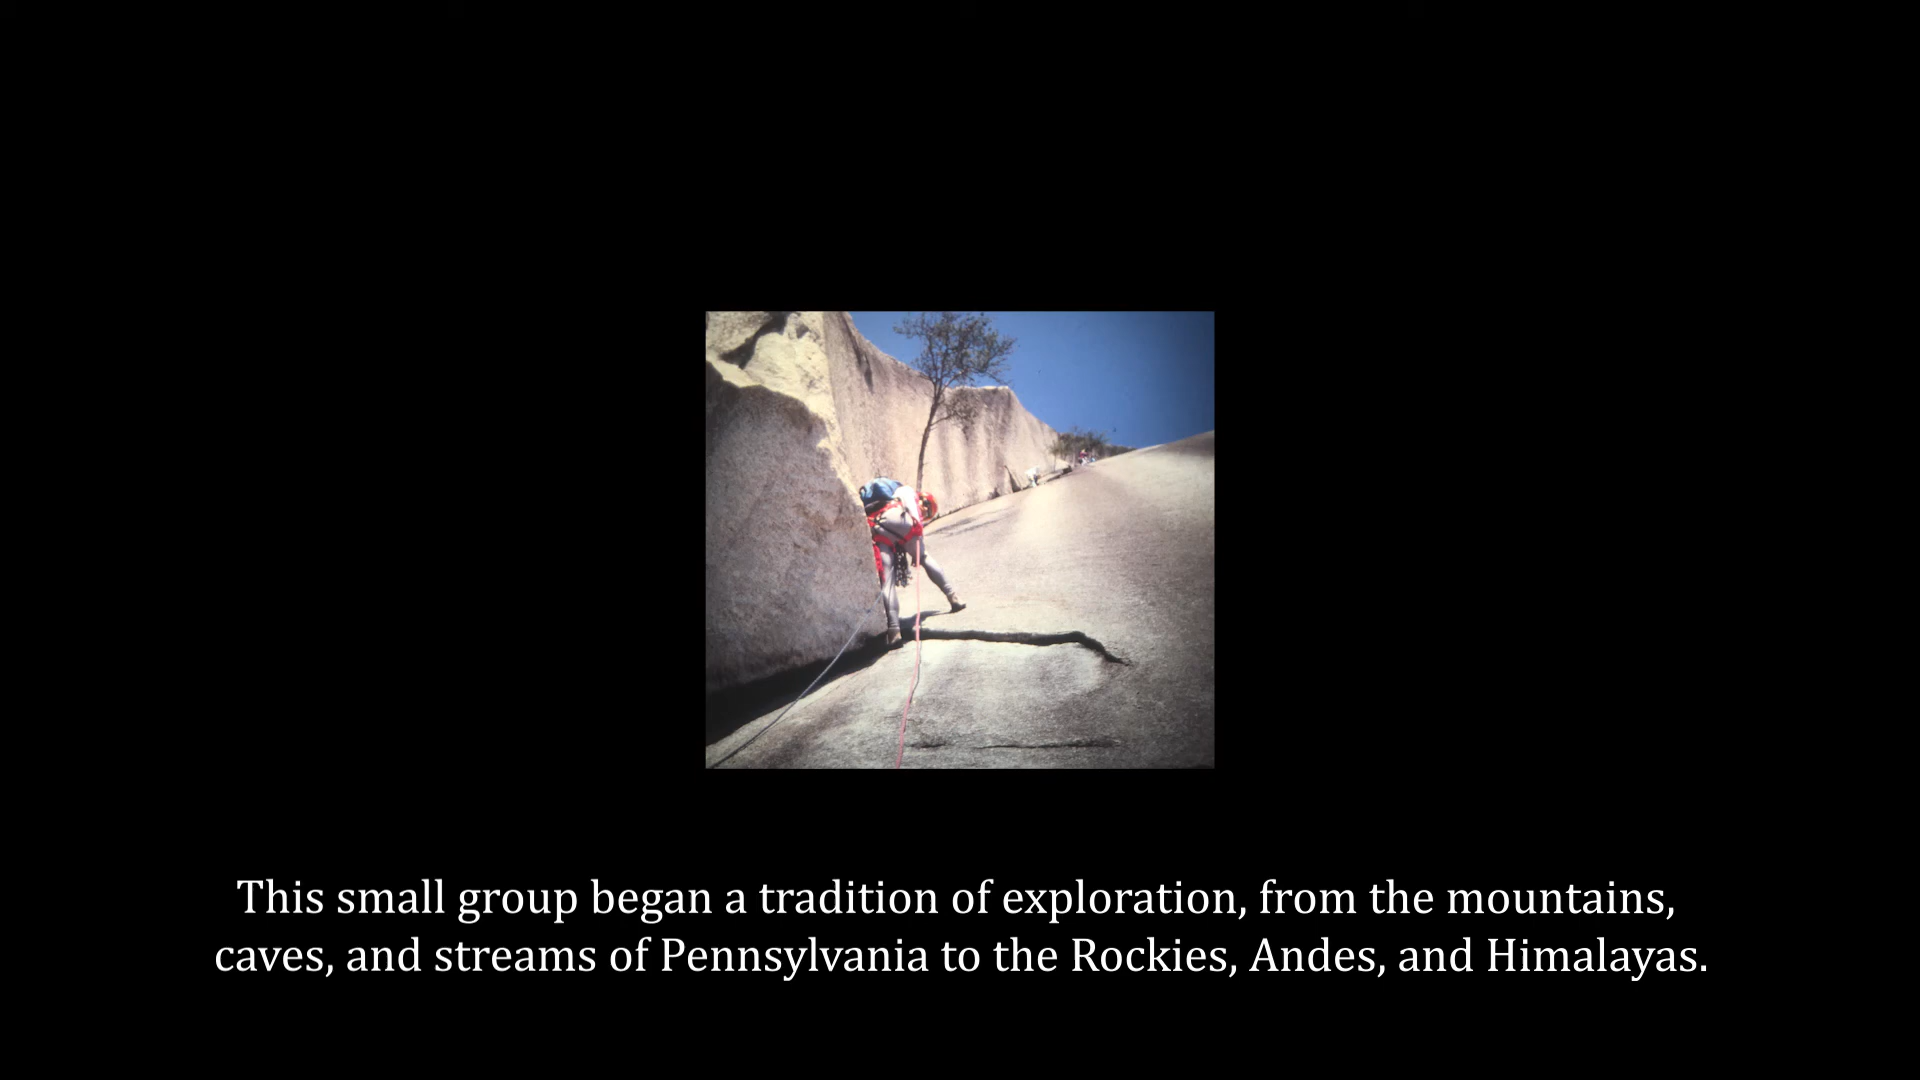 This small group began a tradition of exploration, from the mountains,
caves, and streams of Pennsylvania to the Rockies, Andes, and Himalayas.